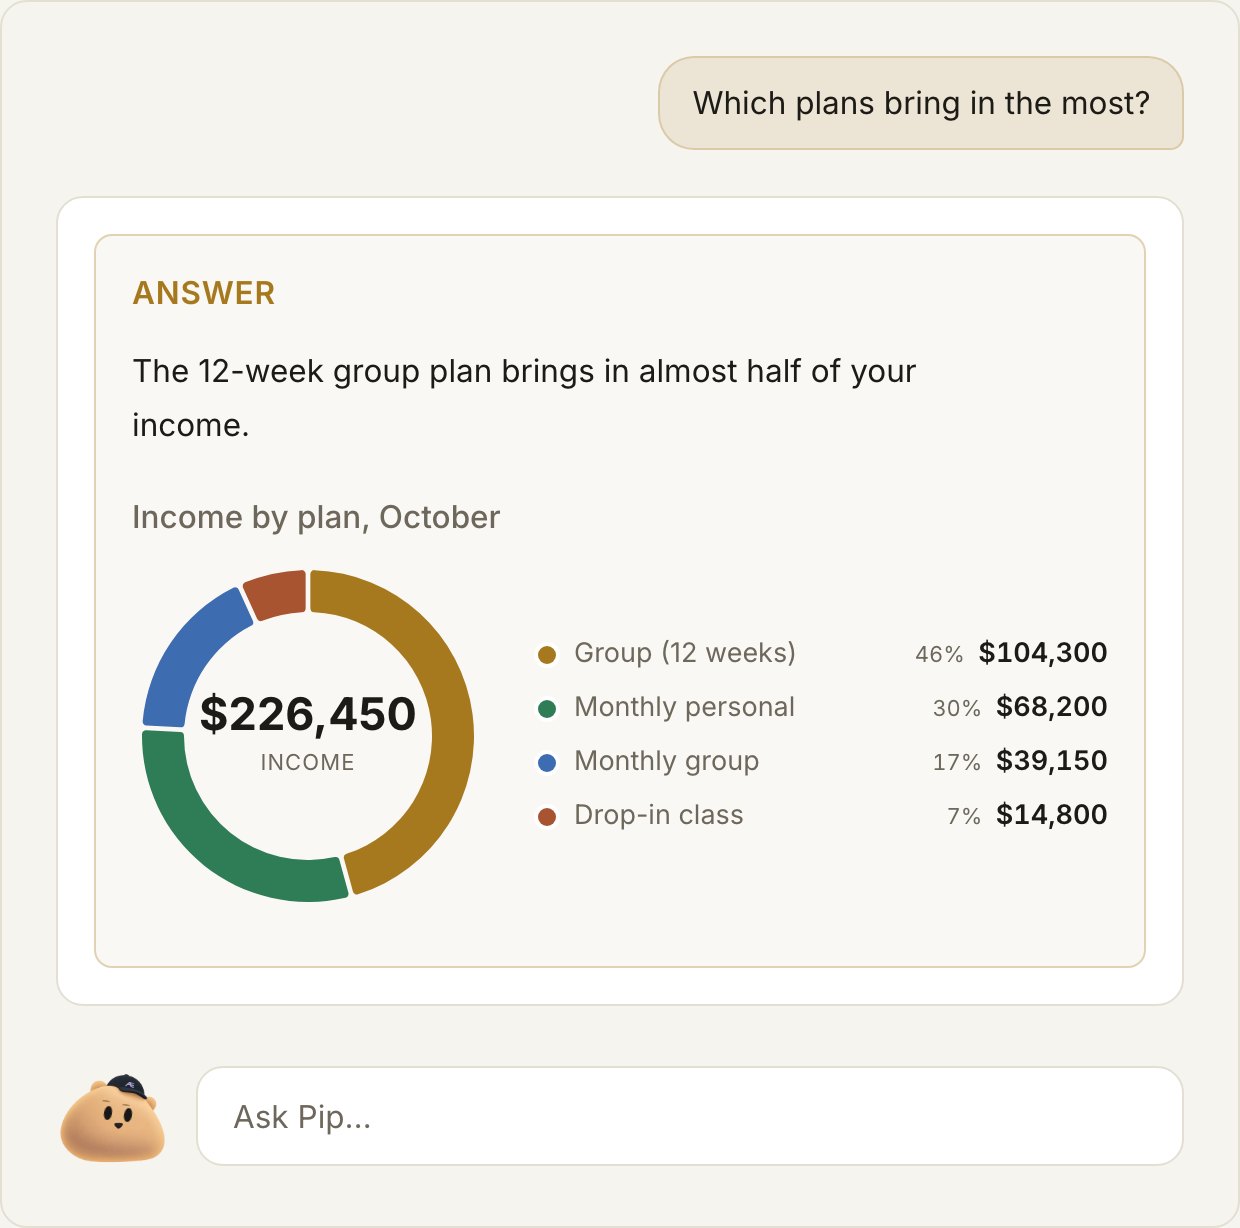 Which plans bring in the most?
ANSWER
The 12-week group plan brings in almost half of your
income.
Income by plan, October
$226,450
INCOME
Group (12 weeks) 46% $104,300
Monthly personal 30% $68,200
Monthly group 17% $39,150
Drop-in class 7% $14,800
Ask Pip...